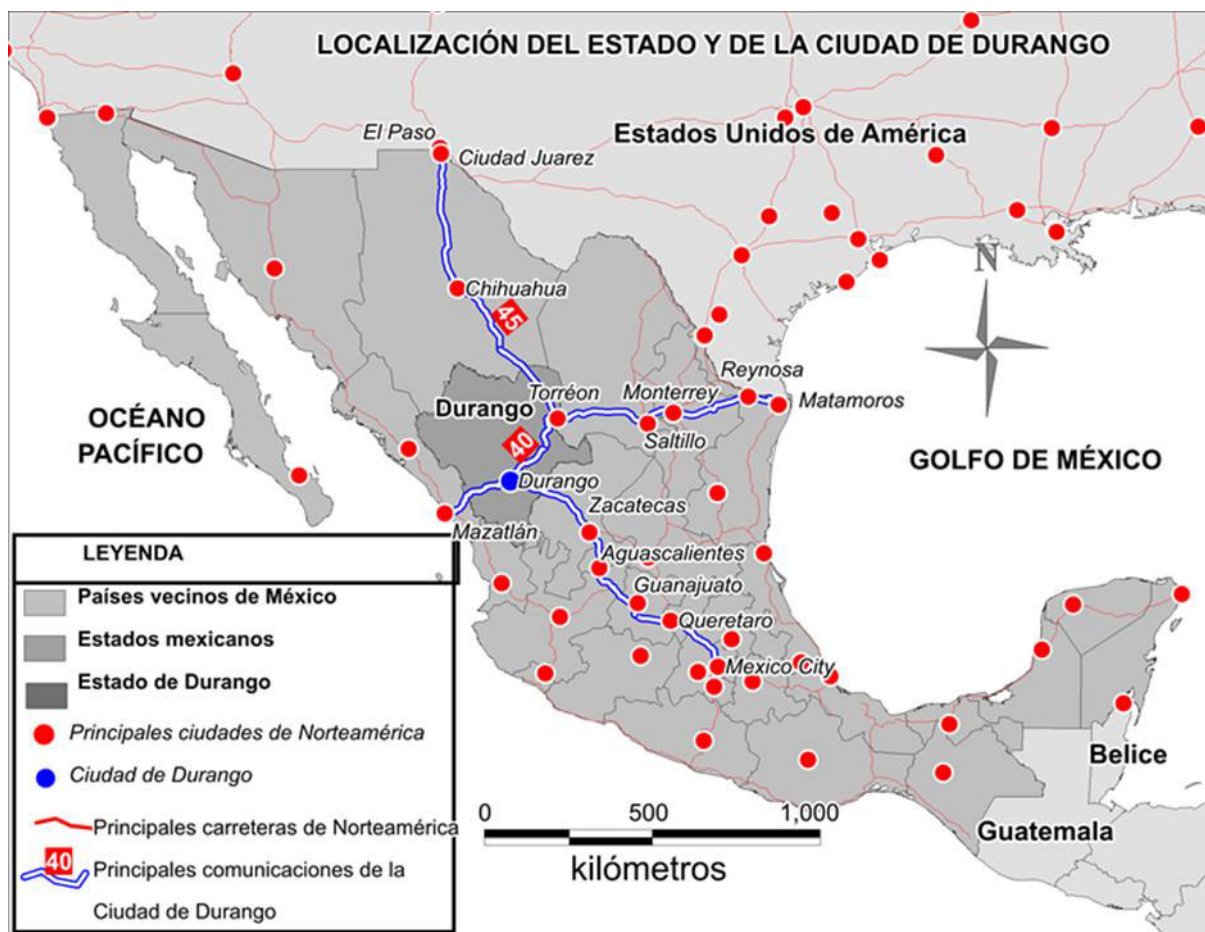 LOCALIZACIÓN DEL ESTADO Y DE LA CIUDAD DE DURANGO
Estados Unidos de América
El Paso
Ciudad Juarez
N
Chihuahua
45
Reynosa
Torréon
Monterrey
Matamoros
Durango
OCÉANO
PACÍFICO
Saltillo
40
GOLFO DE MÉXICO
Durango
Zacatecas
Mazatlán
Aguascalientes
Guanajuato
Queretaro
Mexico City
Belice
Guatemala
0 500 1,000
kilómetros
LEYENDA
Países vecinos de México
Estados mexicanos
Estado de Durango
Principales ciudades de Norteamérica
Ciudad de Durango
Principales carreteras de Norteamérica
40 Principales comunicaciones de la
Ciudad de Durango